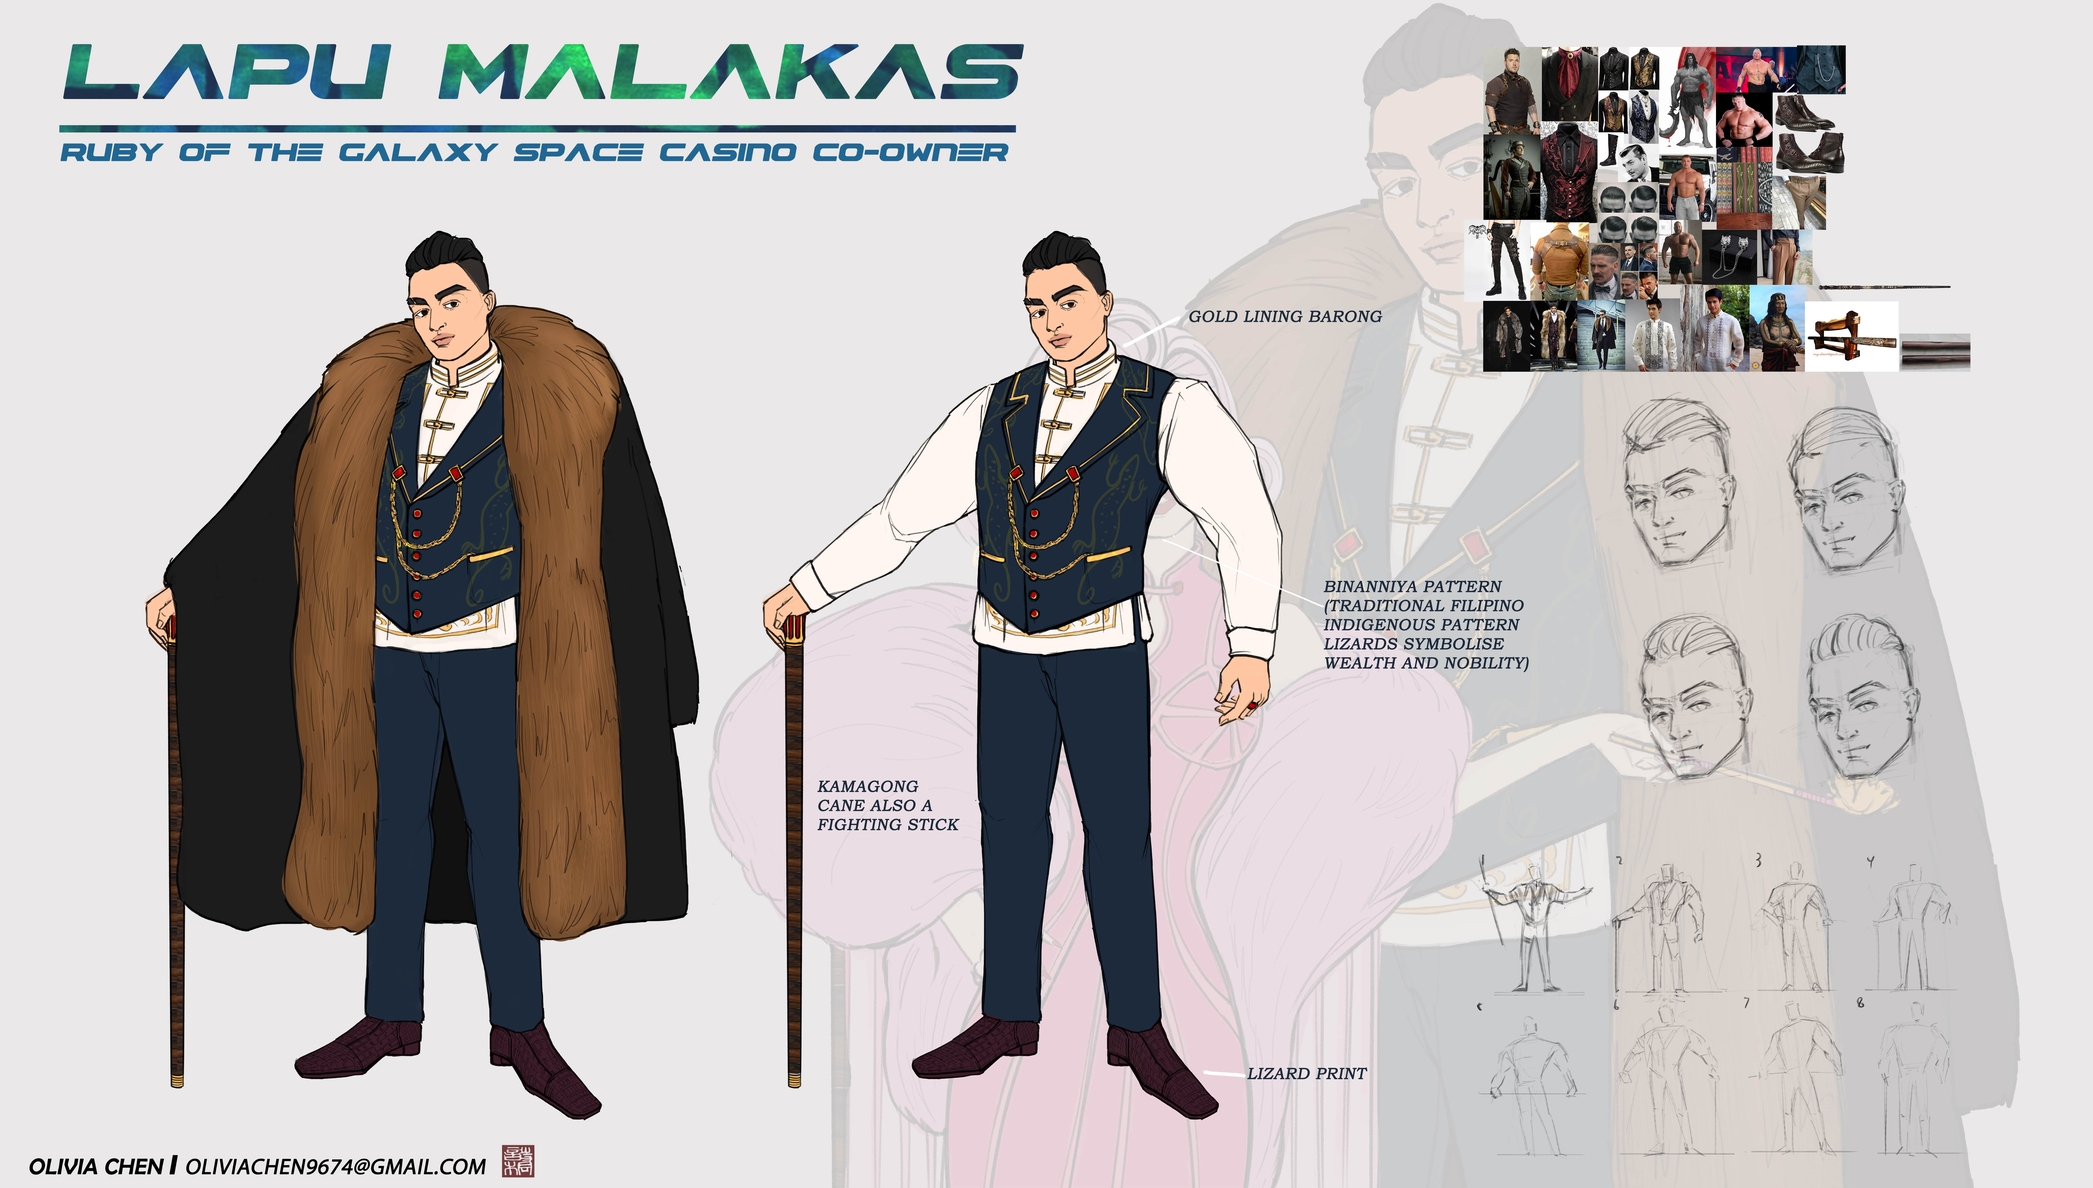 LAPU MALAKAS
RUBY OF THE GALAXY SPACE CASINO CO-OWNER
GOLD LINING BARONG
BINANNIYA PATTERN
(TRADITIONAL FILIPINO
INDIGENOUS PATTERN
LIZARDS SYMBOLISE
WEALTH AND NOBILITY)
KAMAGONG
CANE ALSO A
FIGHTING STICK
LIZARD PRINT
1 2 3 4
6 7 8
OLIVIA CHEN | OLIVIACHEN9674@GMAIL.COM